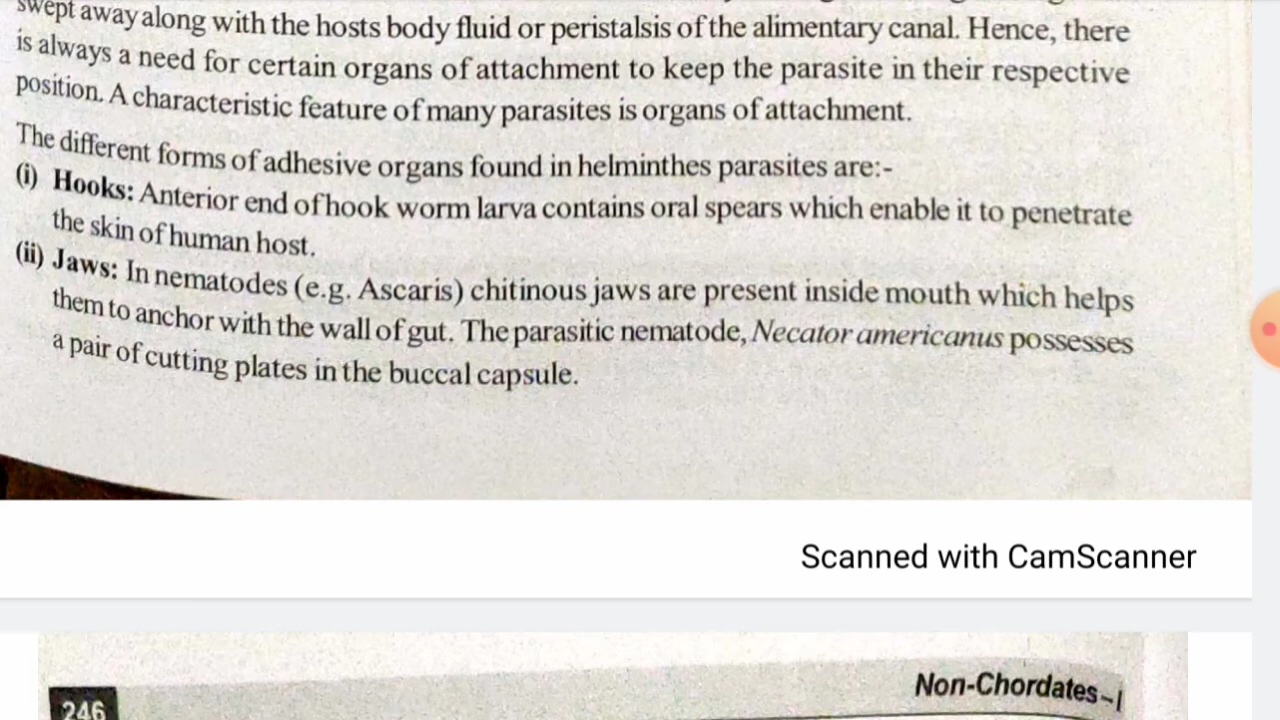 swept away along with the hosts body fluid or peristalsis of the alimentary canal. Hence, there
is always a need for certain organs of attachment to keep the parasite in their respective
position. A characteristic feature of many parasites is organs of attachment.
The different forms of adhesive organs found in helminthes parasites are:-
(i) Hooks: Anterior end of hook worm larva contains oral spears which enable it to penetrate
the skin of human host.
(ii) Jaws: In nematodes (e.g. Ascaris) chitinous jaws are present inside mouth which helps
them to anchor with the wall of gut. The parasitic nematode, Necator americanus possesses
a pair of cutting plates in the buccal capsule.
Scanned with CamScanner
Non-Chordates–I
246